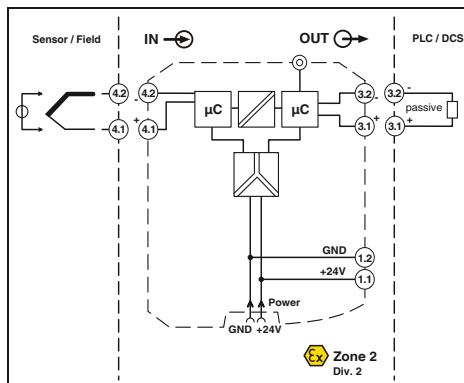 Sensor / Field
IN
OUT
PLC / DCS
4.2
-
4.2
μC
μC
3.2
-
3.2
-
passive
4.1
+
4.1
+
3.1
+
3.1
GND
1.2
+24V
1.1
Power
GND +24V
Ex
Zone 2
Div. 2